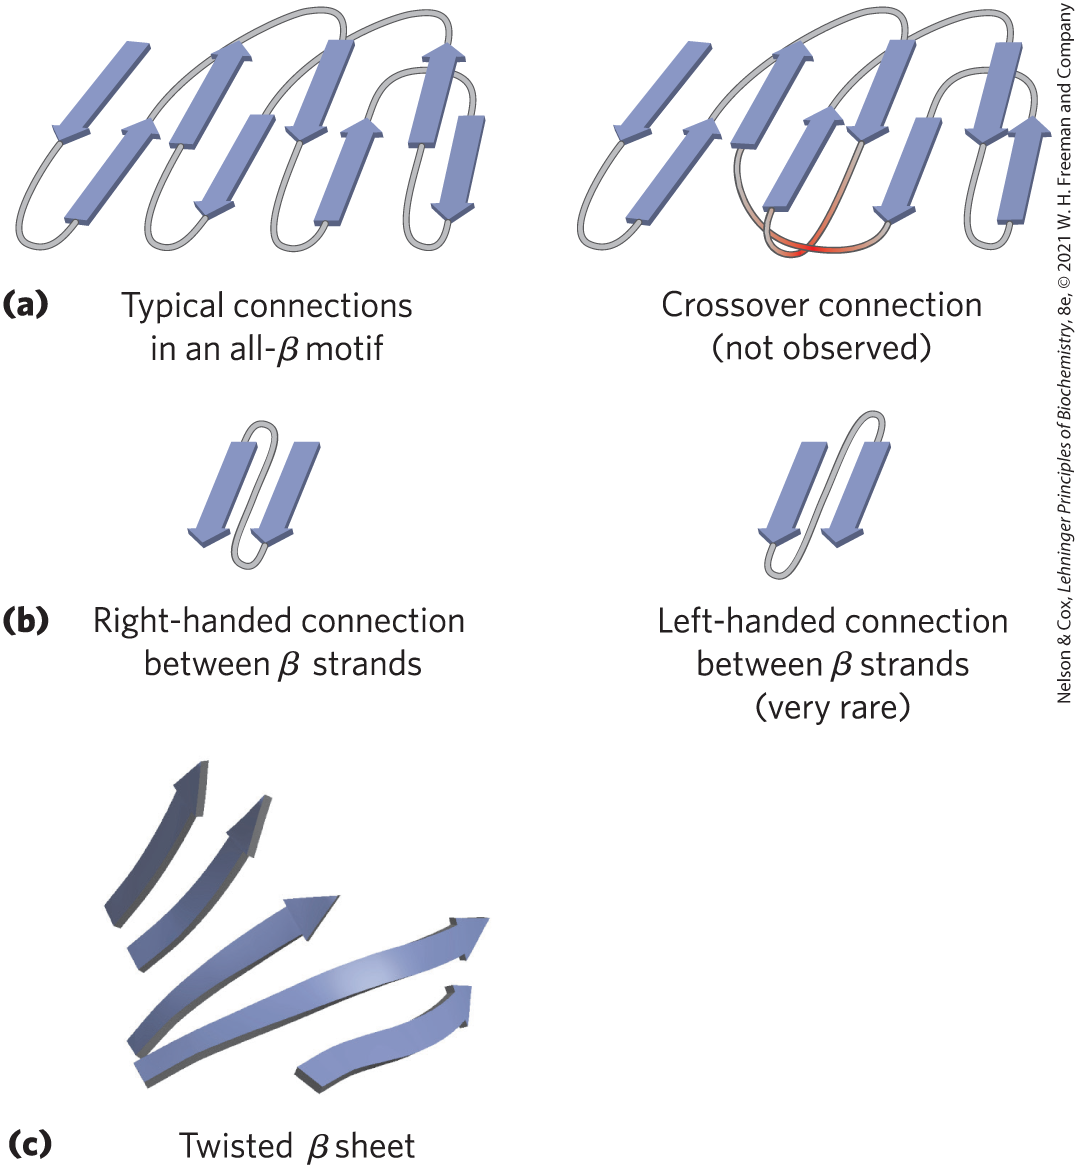 (a) Typical connections
in an all-β motif
Crossover connection
(not observed)
(b) Right-handed connection
between β strands
Left-handed connection
between β strands
(very rare)
(c) Twisted β sheet
Nelson & Cox, Lehninger Principles of Biochemistry, 8e, © 2021 W. H. Freeman and Company